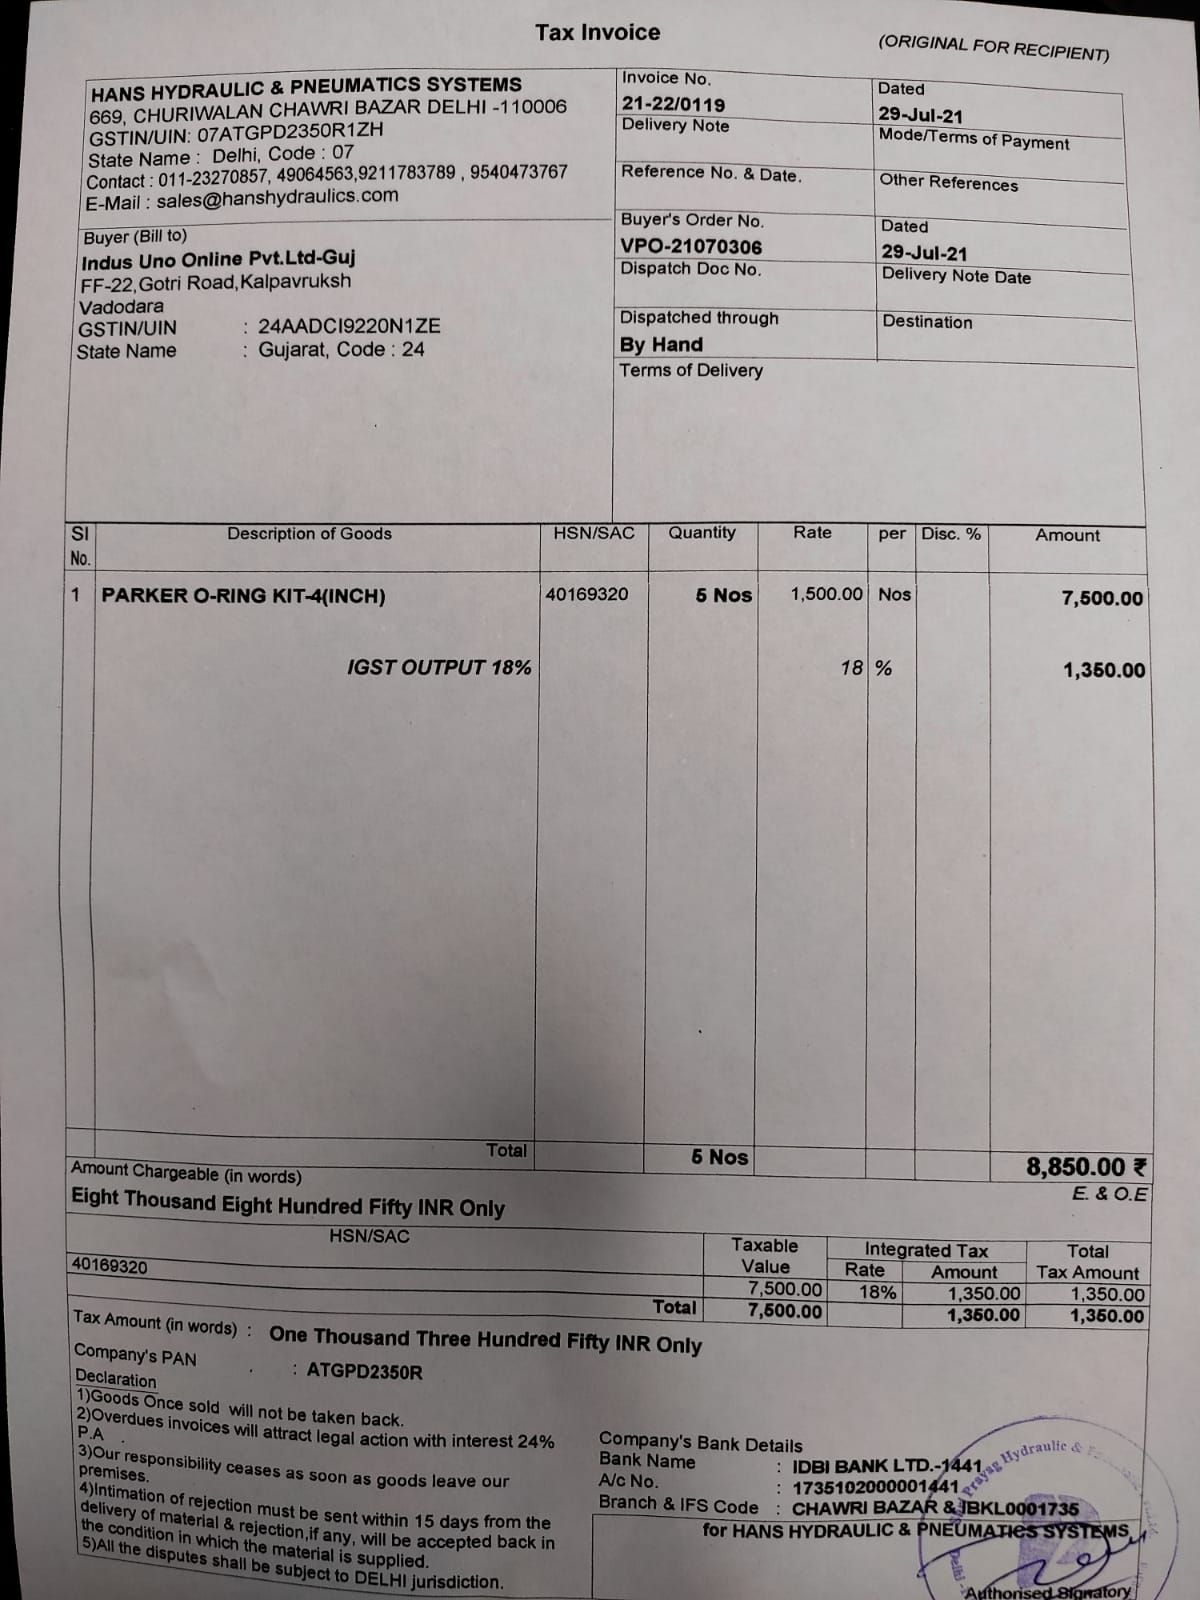 Tax Invoice
(ORIGINAL FOR RECIPIENT)
HANS HYDRAULIC & PNEUMATICS SYSTEMS
669, CHURIWALAN CHAWRI BAZAR DELHI -110006
GSTIN/UIN: 07ATGPD2350R1ZH
State Name : Delhi, Code : 07
Contact : 011-23270857, 49064563,9211783789 , 9540473767
E-Mail : sales@hanshydraulics.com
Buyer (Bill to)
Indus Uno Online Pvt.Ltd-Guj
FF-22,Gotri Road,Kalpavruksh
Vadodara
GSTIN/UIN : 24AADCI9220N1ZE
State Name : Gujarat, Code : 24
Invoice No.
21-22/0119
Dated
29-Jul-21
Delivery Note
Mode/Terms of Payment
Reference No. & Date.
Other References
Buyer's Order No.
VPO-21070306
Dated
29-Jul-21
Dispatch Doc No.
Delivery Note Date
Dispatched through
By Hand
Destination
Terms of Delivery
Sl No. Description of Goods HSN/SAC Quantity Rate per Disc. % Amount
1 PARKER O-RING KIT-4(INCH) 40169320 5 Nos 1,500.00 Nos 7,500.00
IGST OUTPUT 18% 18 % 1,350.00
Total 5 Nos 8,850.00 ₹
Amount Chargeable (in words)
E. & O.E
Eight Thousand Eight Hundred Fifty INR Only
HSN/SAC Taxable Value Integrated Tax Total Tax Amount
Rate Amount
40169320 7,500.00 18% 1,350.00 1,350.00
Total 7,500.00 1,350.00 1,350.00
Tax Amount (in words) : One Thousand Three Hundred Fifty INR Only
Company's PAN : ATGPD2350R
Declaration
1)Goods Once sold will not be taken back.
2)Overdues invoices will attract legal action with interest 24%
P.A .
3)Our responsibility ceases as soon as goods leave our
premises.
4)Intimation of rejection must be sent within 15 days from the
delivery of material & rejection,if any, will be accepted back in
the condition in which the material is supplied.
5)All the disputes shall be subject to DELHI jurisdiction.
Company's Bank Details
Bank Name : IDBI BANK LTD.-1441
A/c No. : 1735102000001441
Branch & IFS Code : CHAWRI BAZAR & IBKL0001735
for HANS HYDRAULIC & PNEUMATICS SYSTEMS
Authorised Signatory
Prayag Hydraulic &
Delhi